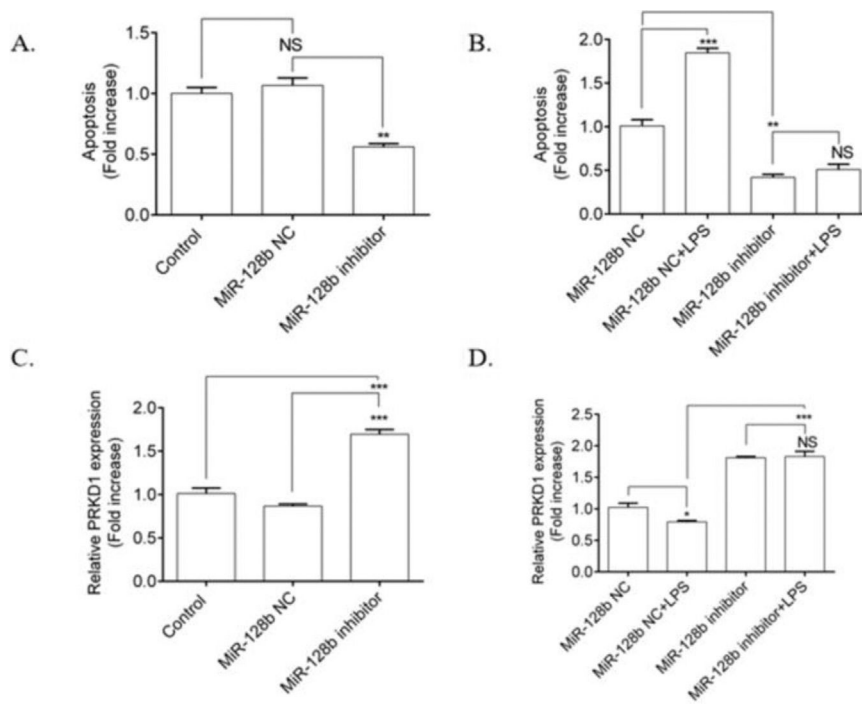 A.
Apoptosis
(Fold increase)
1.5
1.0
0.5
0.0
NS
**
Control
MiR-128b NC
MiR-128b inhibitor
B.
Apoptosis
(Fold increase)
2.0
1.5
1.0
0.5
0.0
***
**
NS
MiR-128b NC
MiR-128b NC+LPS
MiR-128b inhibitor
MiR-128b inhibitor+LPS
C.
Relative PRKD1 expression
(Fold increase)
2.0
1.5
1.0
0.5
0.0
***
***
Control
MiR-128b NC
MiR-128b inhibitor
D.
Relative PRKD1 expression
(Fold increase)
2.5
2.0
1.5
1.0
0.5
0.0
*
***
NS
MiR-128b NC
MiR-128b NC+LPS
MiR-128b inhibitor
MiR-128b inhibitor+LPS